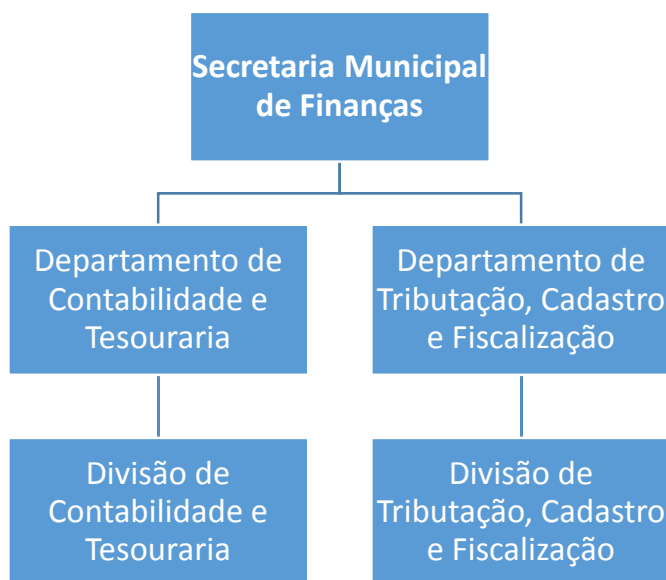 Secretaria Municipal
de Finanças
Departamento de
Contabilidade e
Tesouraria
Departamento de
Tributação, Cadastro
e Fiscalização
Divisão de
Contabilidade e
Tesouraria
Divisão de
Tributação, Cadastro
e Fiscalização